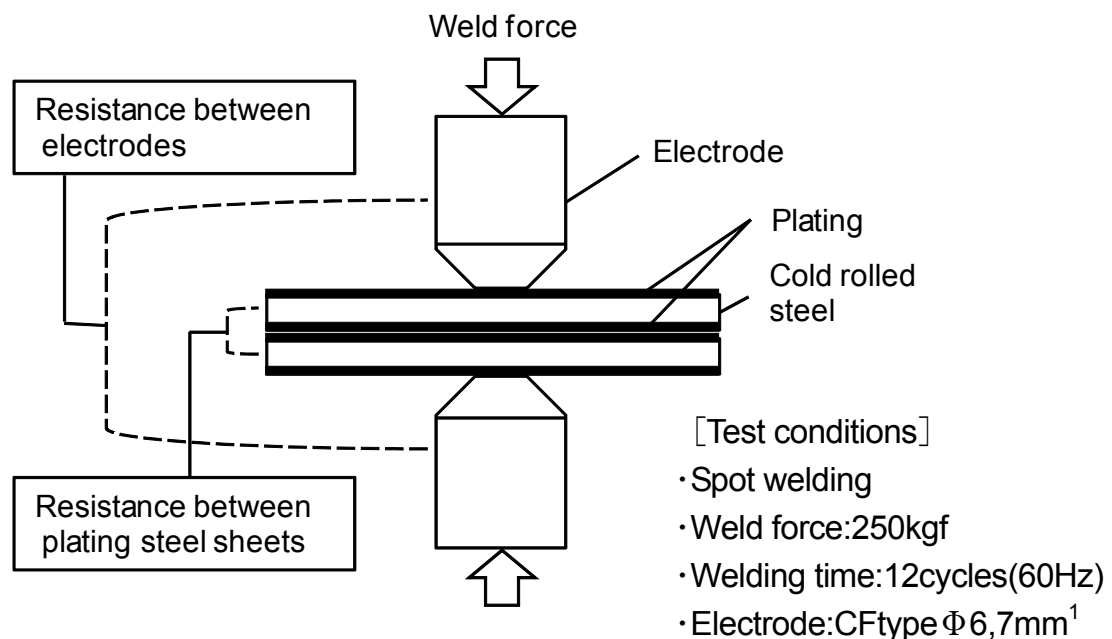 Weld force
Resistance between
electrodes
Electrode
Plating
Cold rolled
steel
Resistance between
plating steel sheets
［Test conditions］
・Spot welding
・Weld force:250kgf
・Welding time:12cycles(60Hz)
・Electrode:CFtypeΦ6,7mm¹